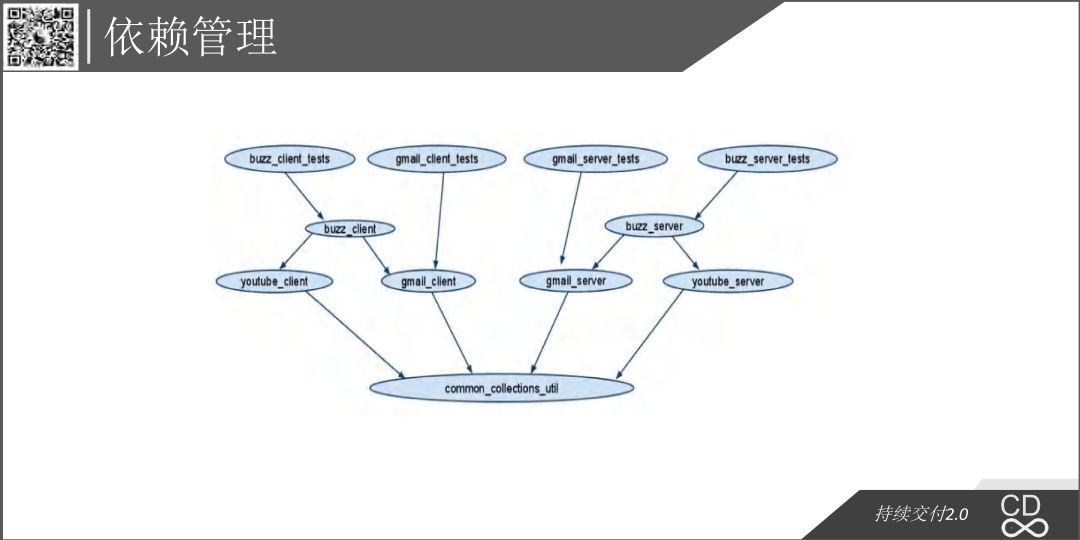 依赖管理
buzz_client_tests
gmail_client_tests
gmail_server_tests
buzz_server_tests
buzz_client
buzz_server
youtube_client
gmail_client
gmail_server
youtube_server
common_collections_util
持续交付2.0
CD